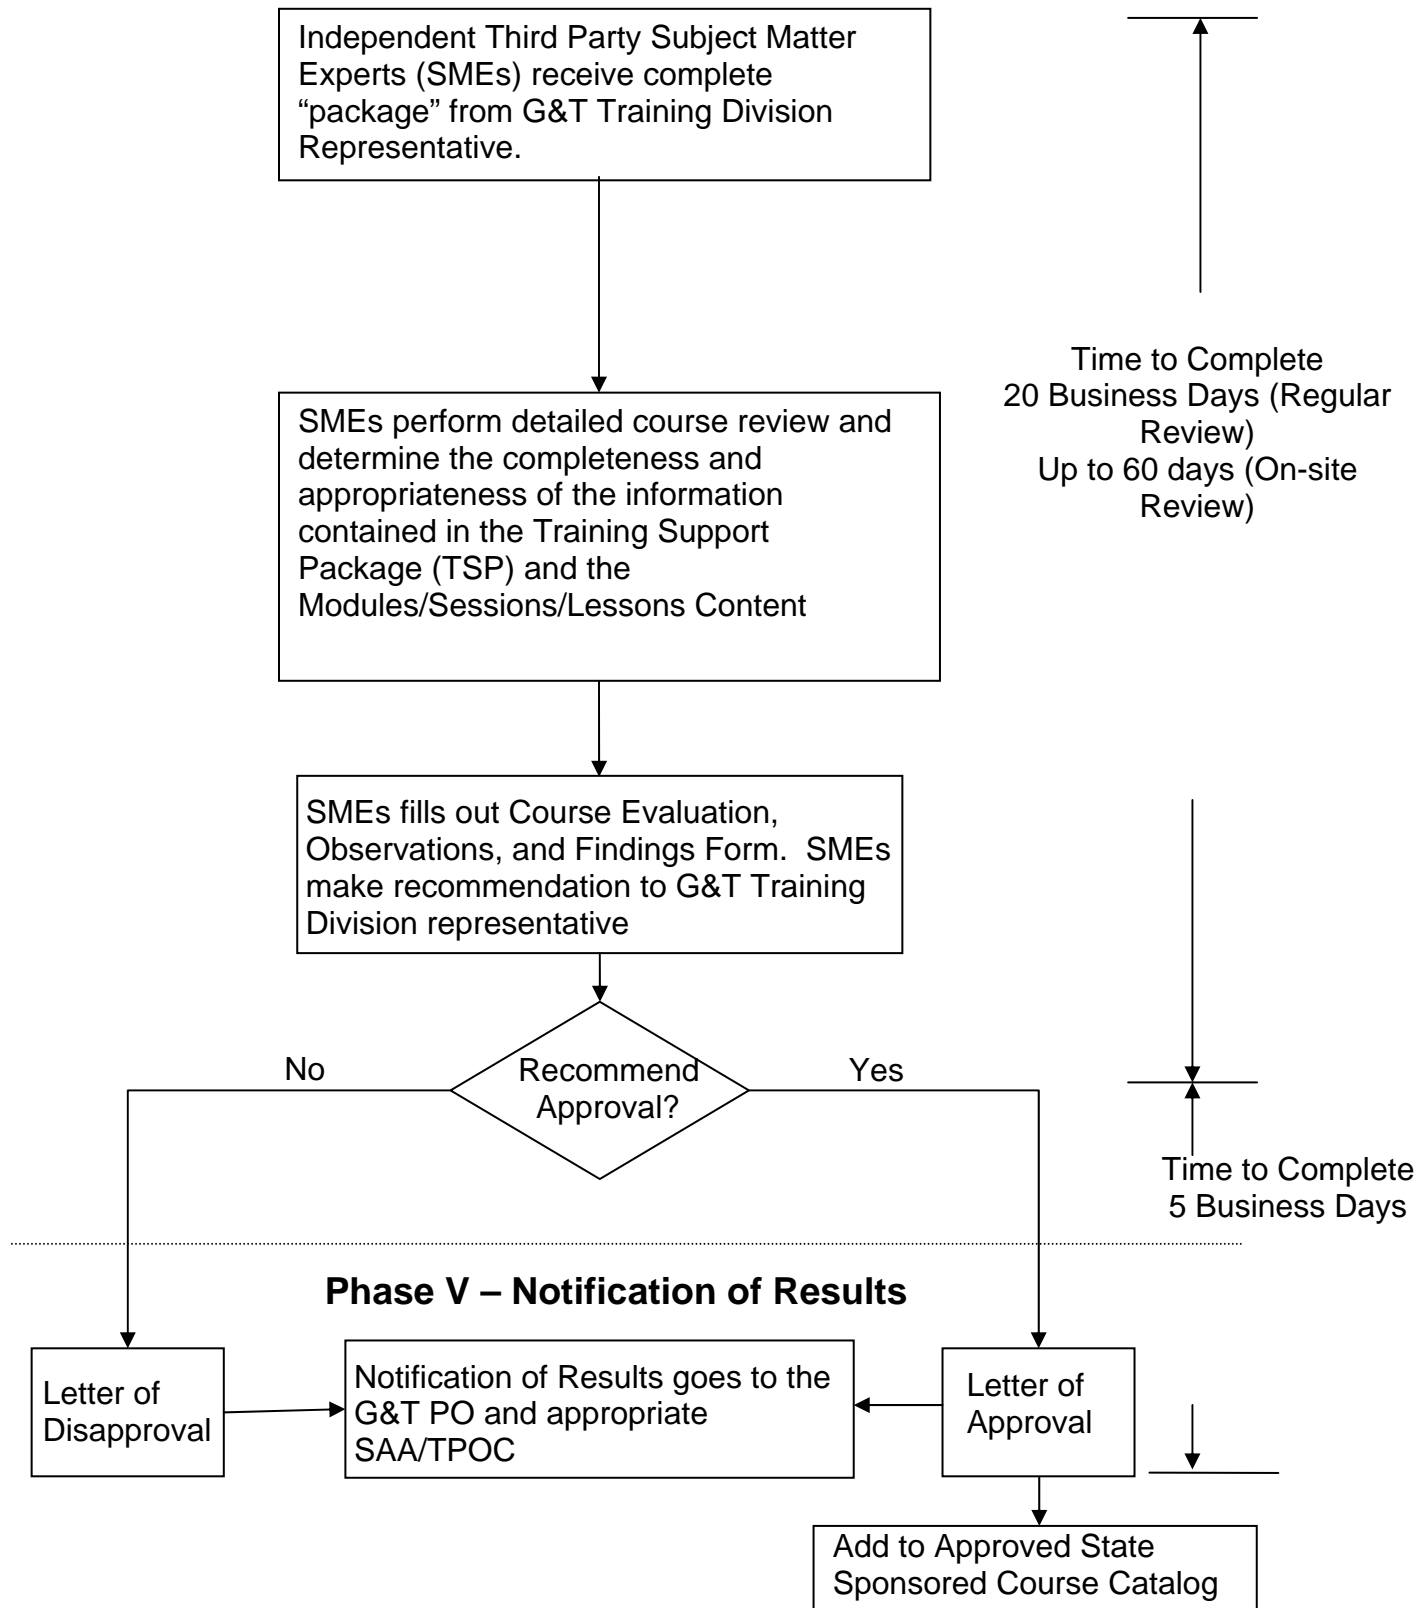 Independent Third Party Subject Matter
Experts (SMEs) receive complete
“package” from G&T Training Division
Representative.
Time to Complete
20 Business Days (Regular
Review)
Up to 60 days (On-site
Review)
SMEs perform detailed course review and
determine the completeness and
appropriateness of the information
contained in the Training Support
Package (TSP) and the
Modules/Sessions/Lessons Content
SMEs fills out Course Evaluation,
Observations, and Findings Form.  SMEs
make recommendation to G&T Training
Division representative
No
Recommend
Approval?
Yes
Time to Complete
5 Business Days
Phase V – Notification of Results
Letter of
Disapproval
Notification of Results goes to the
G&T PO and appropriate
SAA/TPOC
Letter of
Approval
Add to Approved State
Sponsored Course Catalog